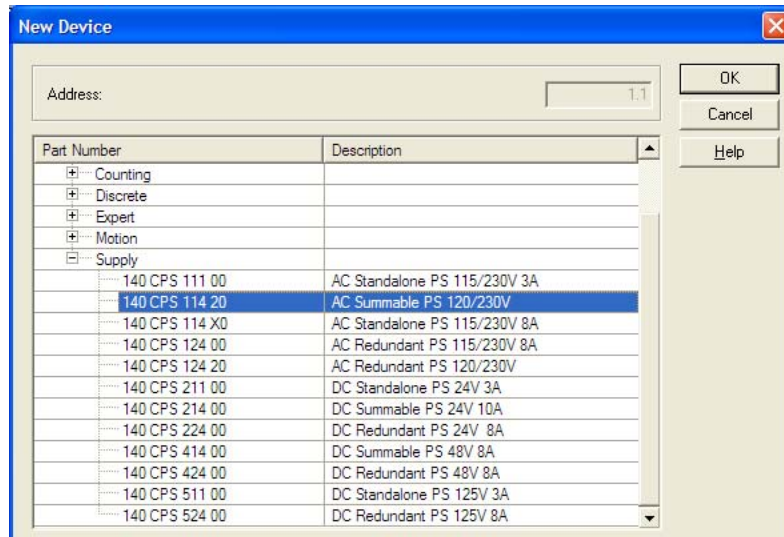 New Device
Address:
1.1
OK
Cancel
Help
Part Number Description
Counting
Discrete
Expert
Motion
Supply
140 CPS 111 00 AC Standalone PS 115/230V 3A
140 CPS 114 20 AC Summable PS 120/230V
140 CPS 114 X0 AC Standalone PS 115/230V 8A
140 CPS 124 00 AC Redundant PS 115/230V 8A
140 CPS 124 20 AC Redundant PS 120/230V
140 CPS 211 00 DC Standalone PS 24V 3A
140 CPS 214 00 DC Summable PS 24V 10A
140 CPS 224 00 DC Redundant PS 24V 8A
140 CPS 414 00 DC Summable PS 48V 8A
140 CPS 424 00 DC Redundant PS 48V 8A
140 CPS 511 00 DC Standalone PS 125V 3A
140 CPS 524 00 DC Redundant PS 125V 8A